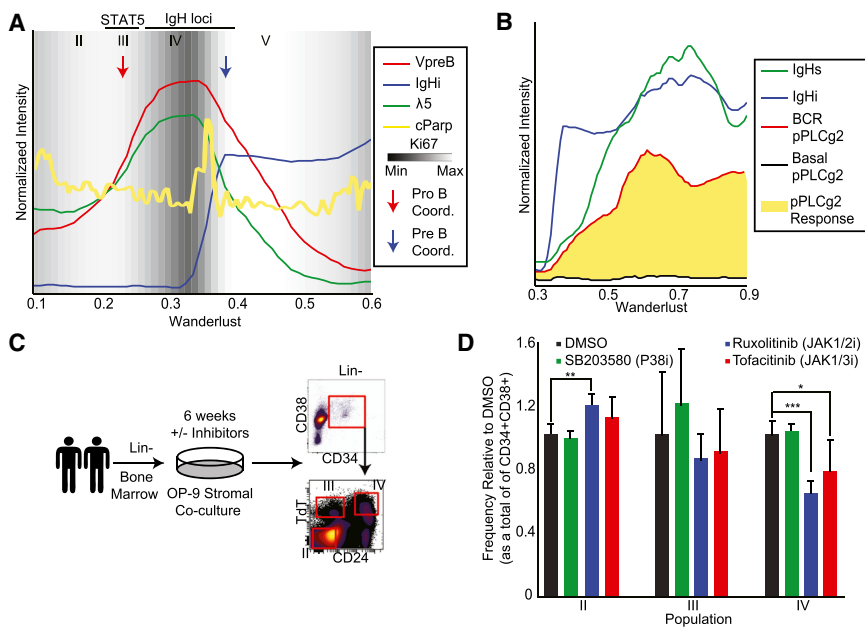 A
STAT5 IgH loci
II III IV V
Normalized Intensity
0.1 0.2 0.3 0.4 0.5 0.6
Wanderlust
VpreB
IgHi
λ5
cParp
Ki67
Min Max
Pro B
Coord.
Pre B
Coord.
B
Normalizaed Intensity
0.3 0.5 0.7 0.9
Wanderlust
IgHs
IgHi
BCR
pPLCg2
Basal
pPLCg2
pPLCg2
Response
C
Lin-
Bone
Marrow
6 weeks
+/- Inhibitors
OP-9 Stromal
Co-culture
Lin-
CD38
CD34
III IV
TdT
II
CD24
D
DMSO
SB203580 (P38i)
Ruxolitinib (JAK1/2i)
Tofacitinib (JAK1/3i)
Frequency Relative to DMSO
(as a total of of CD34+CD38+)
1.6
1.2
0.8
0.4
0
**
*
***
II III IV
Population